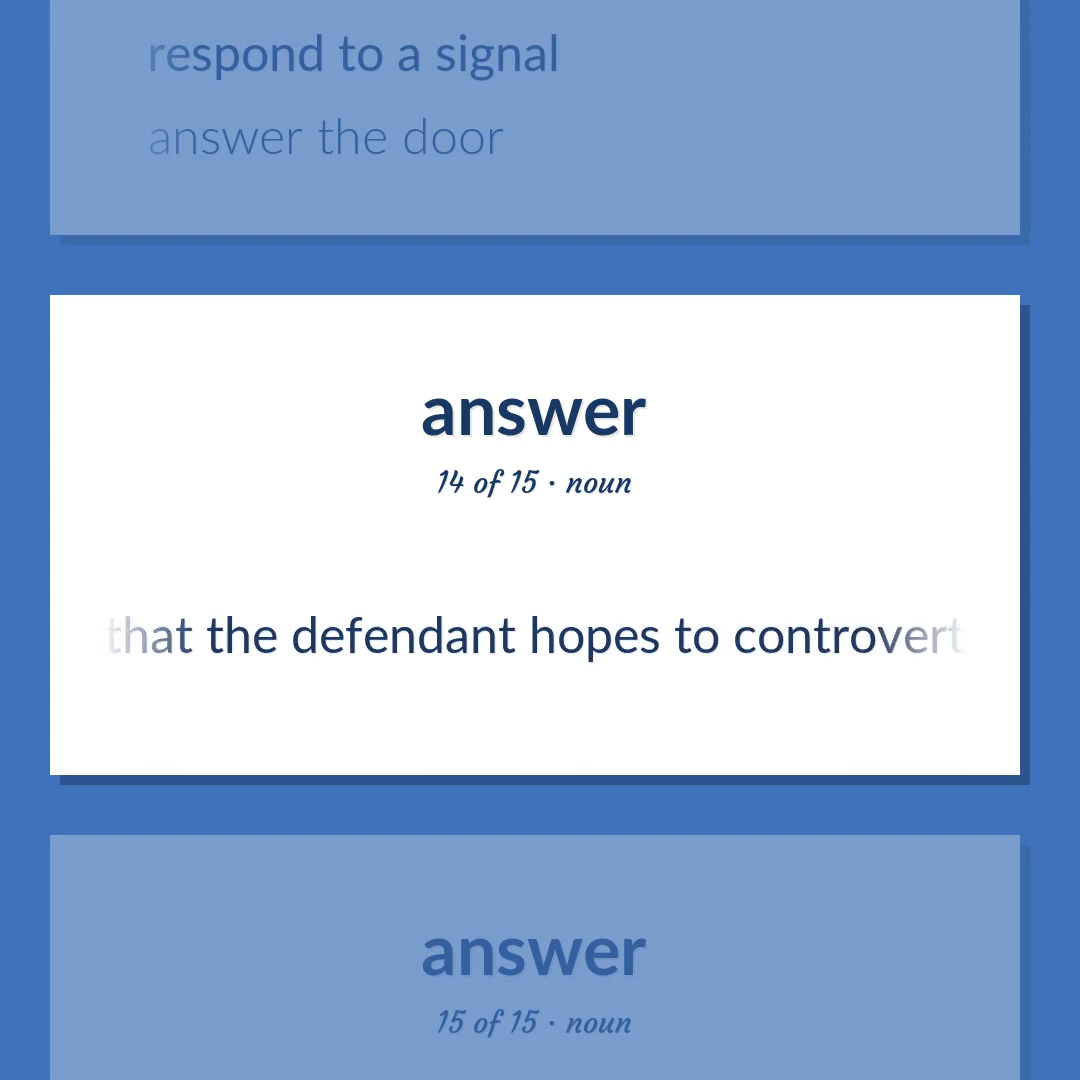 respond to a signal
answer the door
answer
14 of 15 · noun
that the defendant hopes to controvert
answer
15 of 15 · noun